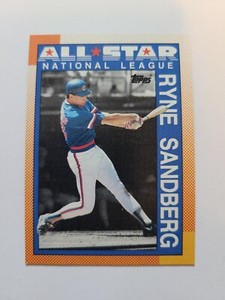 ALL★STAR
NATIONAL LEAGUE
Topps
RYNE SANDBERG